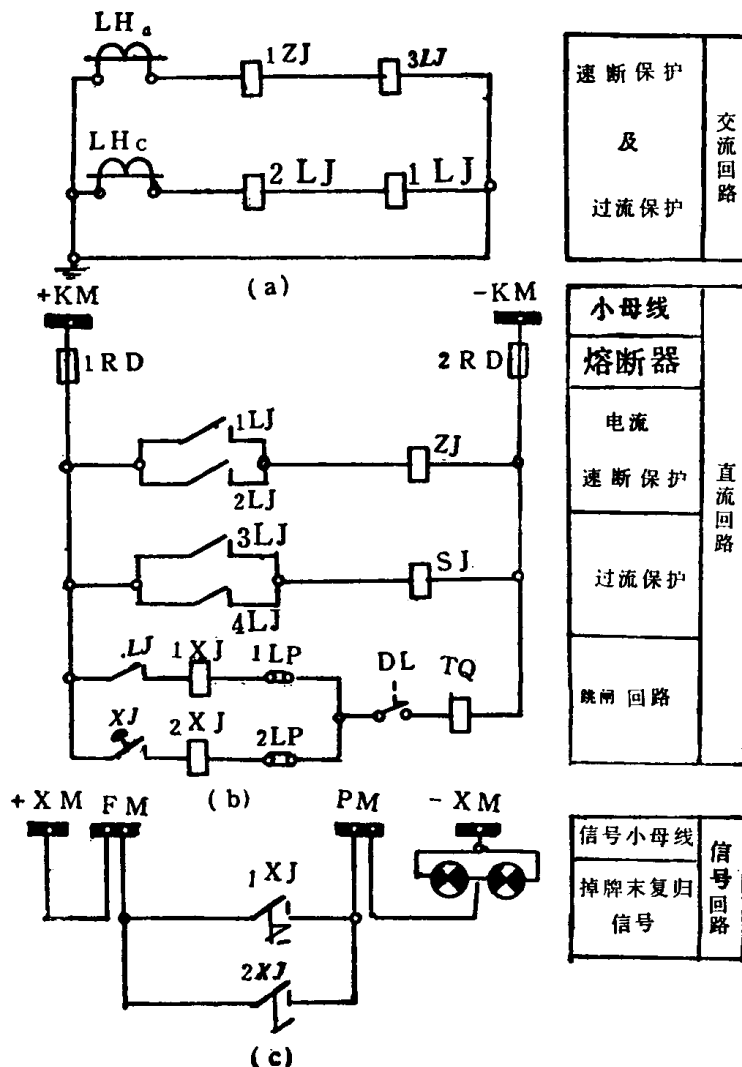 LHa
1ZJ
3LJ
LHc
2 LJ
1 LJ
(a)
速断保护
及
过流保护
交流回路
+KM
-KM
1RD
2RD
1LJ
2LJ
ZJ
3LJ
4LJ
SJ
.LJ
1XJ
1LP
DL
TQ
XJ
2XJ
2LP
(b)
小母线
熔断器
电流
速断保护
过流保护
跳闸回路
直流回路
+XM
FM
PM
-XM
1XJ
2XJ
(c)
信号小母线
掉牌末复归
信号
信号回路